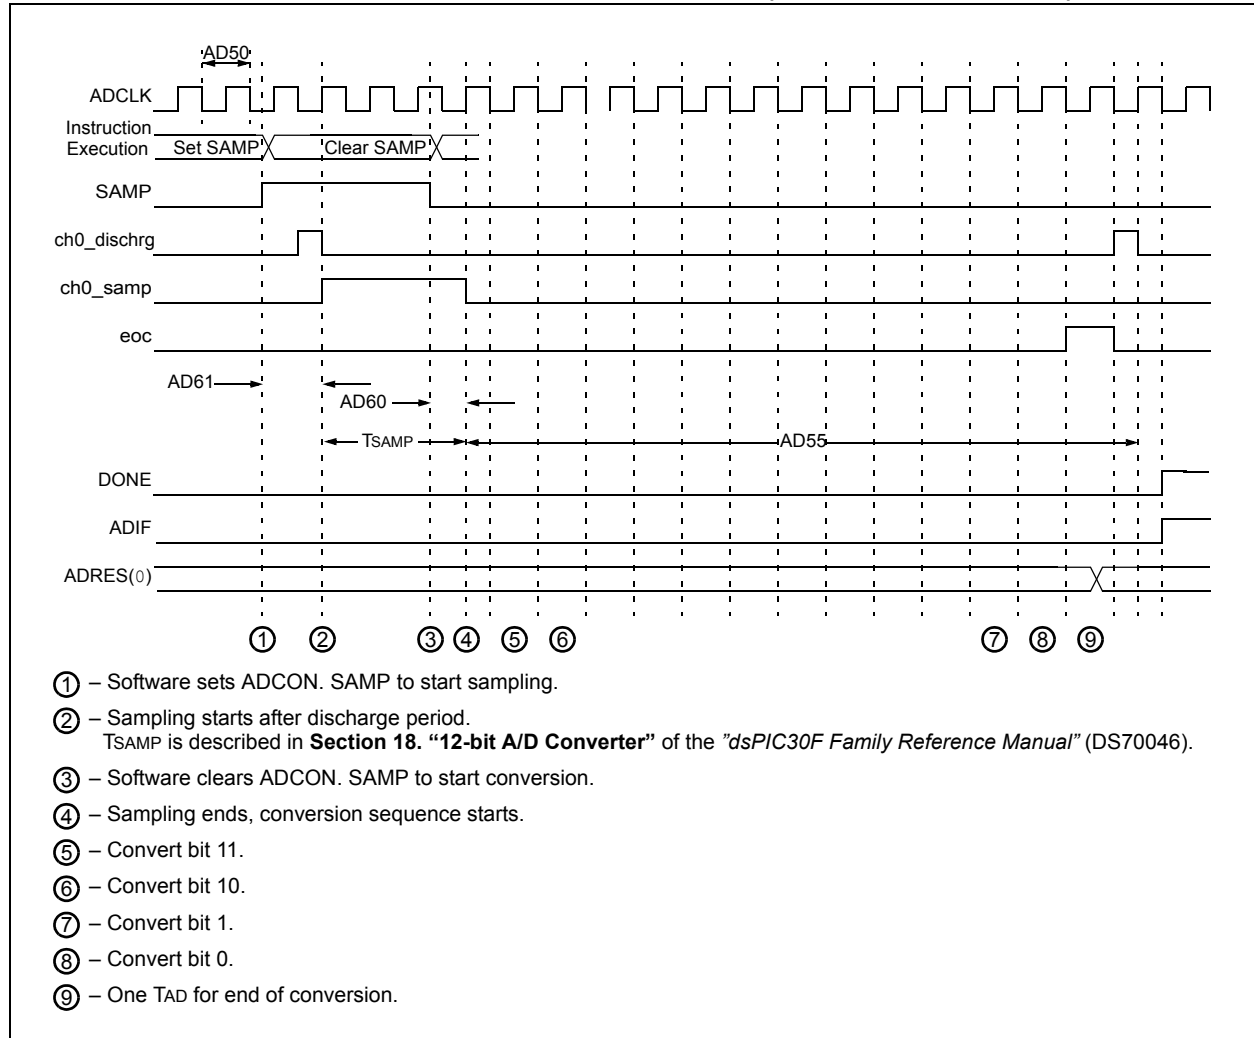 AD50
ADCLK
Instruction
Execution
Set SAMP
Clear SAMP
SAMP
ch0_dischrg
ch0_samp
eoc
AD61
AD60
TSAMP
AD55
DONE
ADIF
ADRES(0)
1 2 3 4 5 6 7 8 9
1 – Software sets ADCON. SAMP to start sampling.
2 – Sampling starts after discharge period.
TSAMP is described in Section 18. “12-bit A/D Converter” of the ”dsPIC30F Family Reference Manual” (DS70046).
3 – Software clears ADCON. SAMP to start conversion.
4 – Sampling ends, conversion sequence starts.
5 – Convert bit 11.
6 – Convert bit 10.
7 – Convert bit 1.
8 – Convert bit 0.
9 – One TAD for end of conversion.